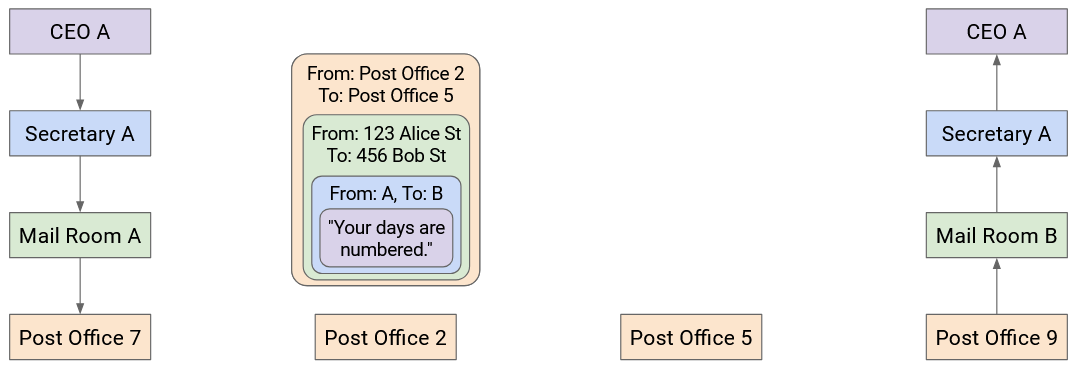 CEO A
Secretary A
Mail Room A
Post Office 7
From: Post Office 2
To: Post Office 5
From: 123 Alice St
To: 456 Bob St
From: A, To: B
"Your days are
numbered."
Post Office 2
Post Office 5
CEO A
Secretary A
Mail Room B
Post Office 9